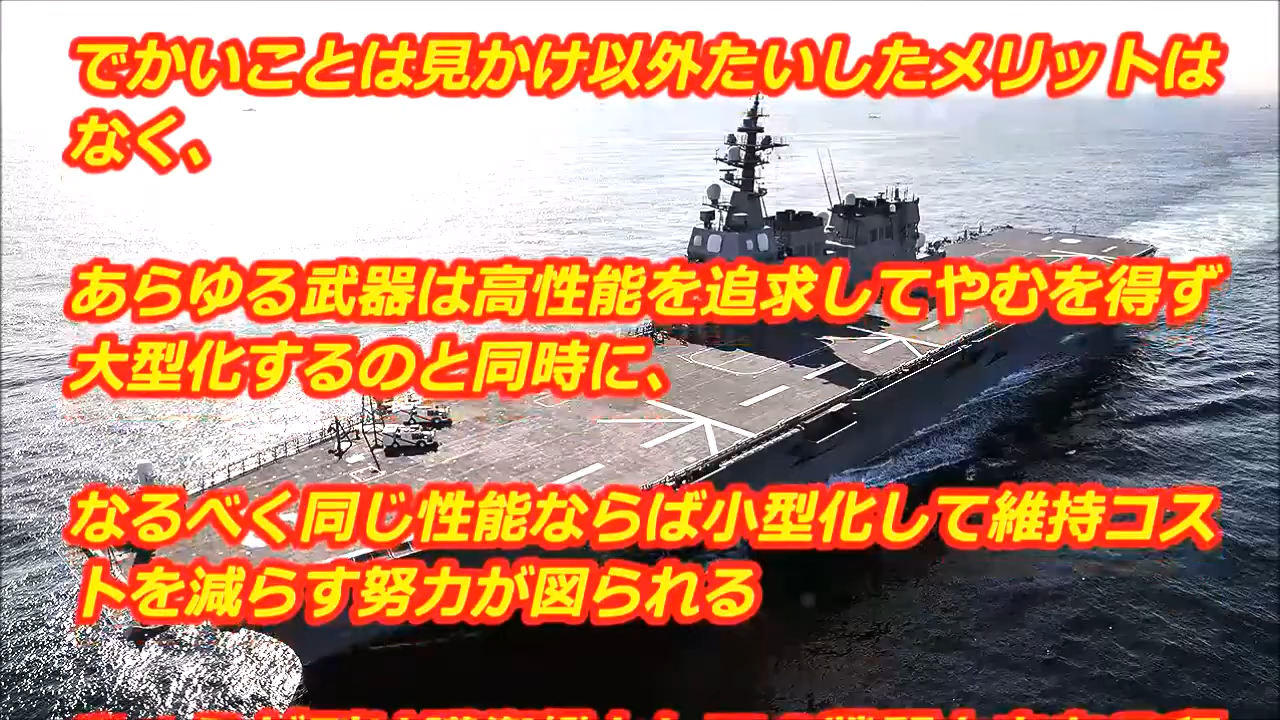 でかいことは見かけ以外たいしたメリットは
なく、
あらゆる武器は高性能を追求してやむを得ず
大型化するのと同時に、
なるべく同じ性能ならば小型化して維持コス
トを減らす努力が図られる